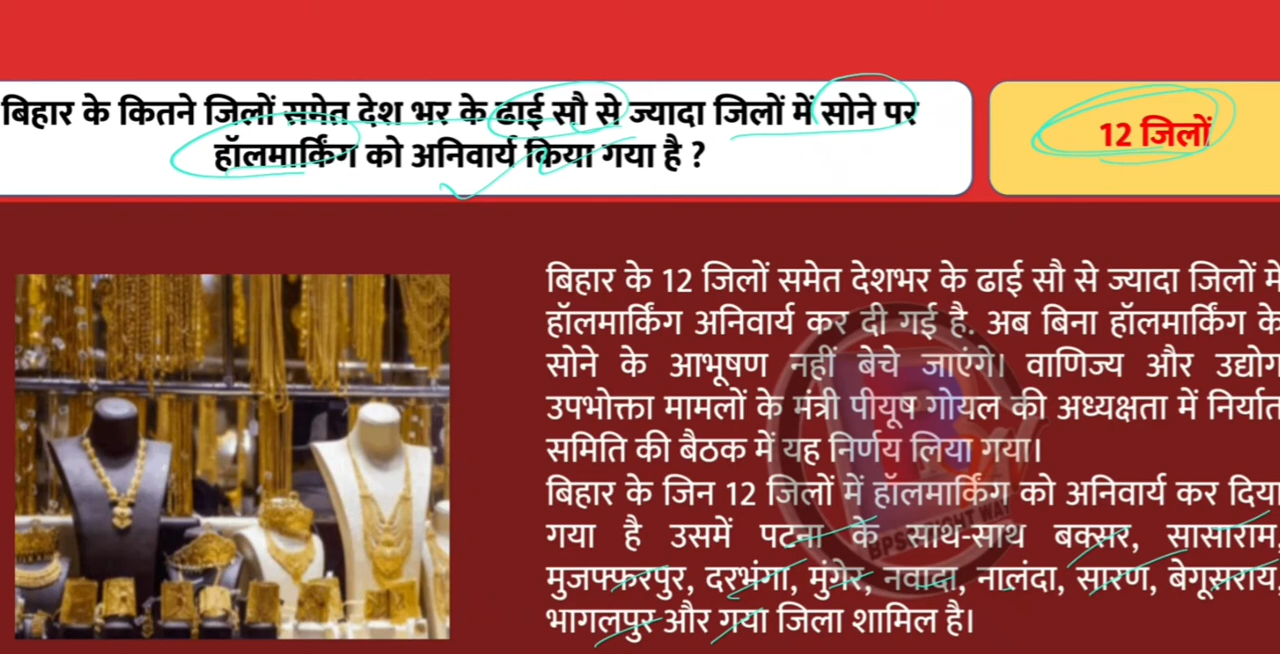 बिहार के कितने जिलों समेत देश भर के ढाई सौ से ज्यादा जिलों में सोने पर
हॉलमार्किंग को अनिवार्य किया गया है ?
12 जिलों
बिहार के 12 जिलों समेत देशभर के ढाई सौ से ज्यादा जिलों में
हॉलमार्किंग अनिवार्य कर दी गई है. अब बिना हॉलमार्किंग के
सोने के आभूषण नहीं बेचे जाएंगे। वाणिज्य और उद्योग
उपभोक्ता मामलों के मंत्री पीयूष गोयल की अध्यक्षता में निर्यात
समिति की बैठक में यह निर्णय लिया गया।
बिहार के जिन 12 जिलों में हॉलमार्किंग को अनिवार्य कर दिया
गया है उसमें पटना के साथ-साथ बक्सर, सासाराम,
मुजफ्फरपुर, दरभंगा, मुंगेर, नवादा, नालंदा, सारण, बेगूसराय,
भागलपुर और गया जिला शामिल है।